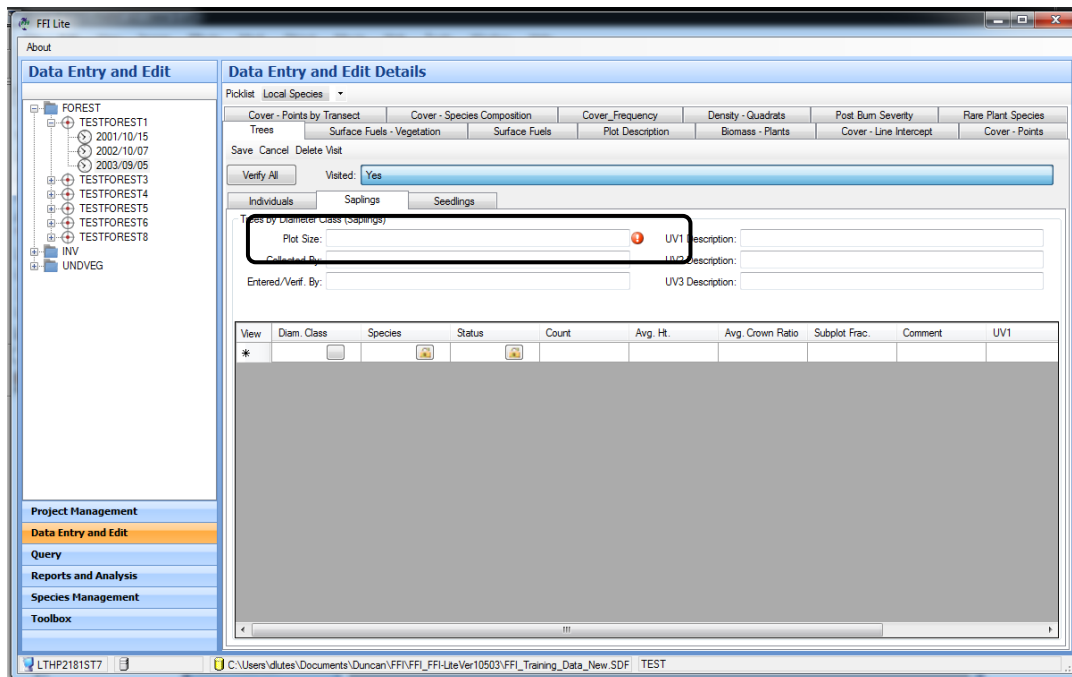 FFI Lite
About
Data Entry and Edit
FOREST
TESTFOREST1
2001/10/15
2002/10/07
2003/09/05
TESTFOREST3
TESTFOREST4
TESTFOREST5
TESTFOREST6
TESTFOREST8
INV
UNDVEG
Project Management
Data Entry and Edit
Query
Reports and Analysis
Species Management
Toolbox
Data Entry and Edit Details
Picklist Local Species
Cover - Points by Transect Cover - Species Composition Cover_Frequency Density - Quadrats Post Burn Severity Rare Plant Species
Trees Surface Fuels - Vegetation Surface Fuels Plot Description Biomass - Plants Cover - Line Intercept Cover - Points
Save Cancel Delete Visit
Verify All Visited: Yes
Individuals Saplings Seedlings
Trees by Diameter Class (Saplings)
Plot Size: UV1 Description:
Collected By: UV2 Description:
Entered/Verif. By: UV3 Description:
View Diam. Class Species Status Count Avg. Ht. Avg. Crown Ratio Subplot Frac. Comment UV1
LTHP2181ST7 C:\Users\dlutes\Documents\Duncan\FFI\FFI_FFI-LiteVer10503\FFI_Training_Data_New.SDF TEST